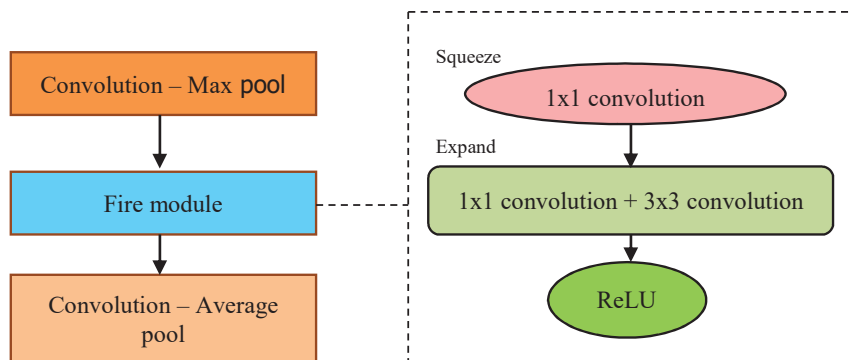 Convolution – Max pool
Fire module
Convolution – Average
pool
Squeeze
1x1 convolution
Expand
1x1 convolution + 3x3 convolution
ReLU